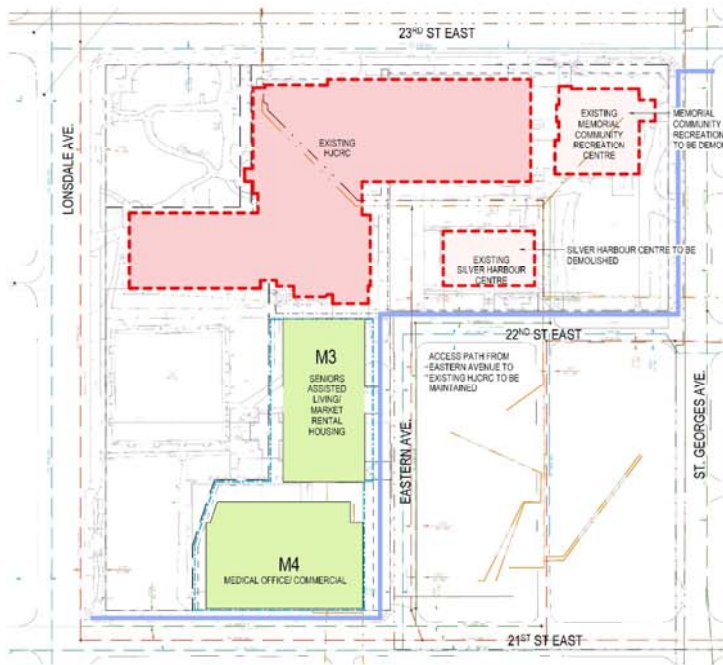 23RD ST EAST
LONSDALE AVE.
EXISTING
HJCRC
EXISTING
MEMORIAL
COMMUNITY
RECREATION
CENTRE
MEMORIAL
COMMUNITY
RECREATION
TO BE DEMOL
EXISTING
SILVER HARBOUR
CENTRE
SILVER HARBOUR CENTRE TO BE
DEMOLISHED
22ND ST EAST
M3
SENIORS
ASSISTED
LIVING/
MARKET
RENTAL
HOUSING
ACCESS PATH FROM
EASTERN AVENUE TO
EXISTING HJCRC TO BE
MAINTAINED
EASTERN AVE.
ST. GEORGES AVE.
M4
MEDICAL OFFICE/ COMMERCIAL
21ST ST EAST